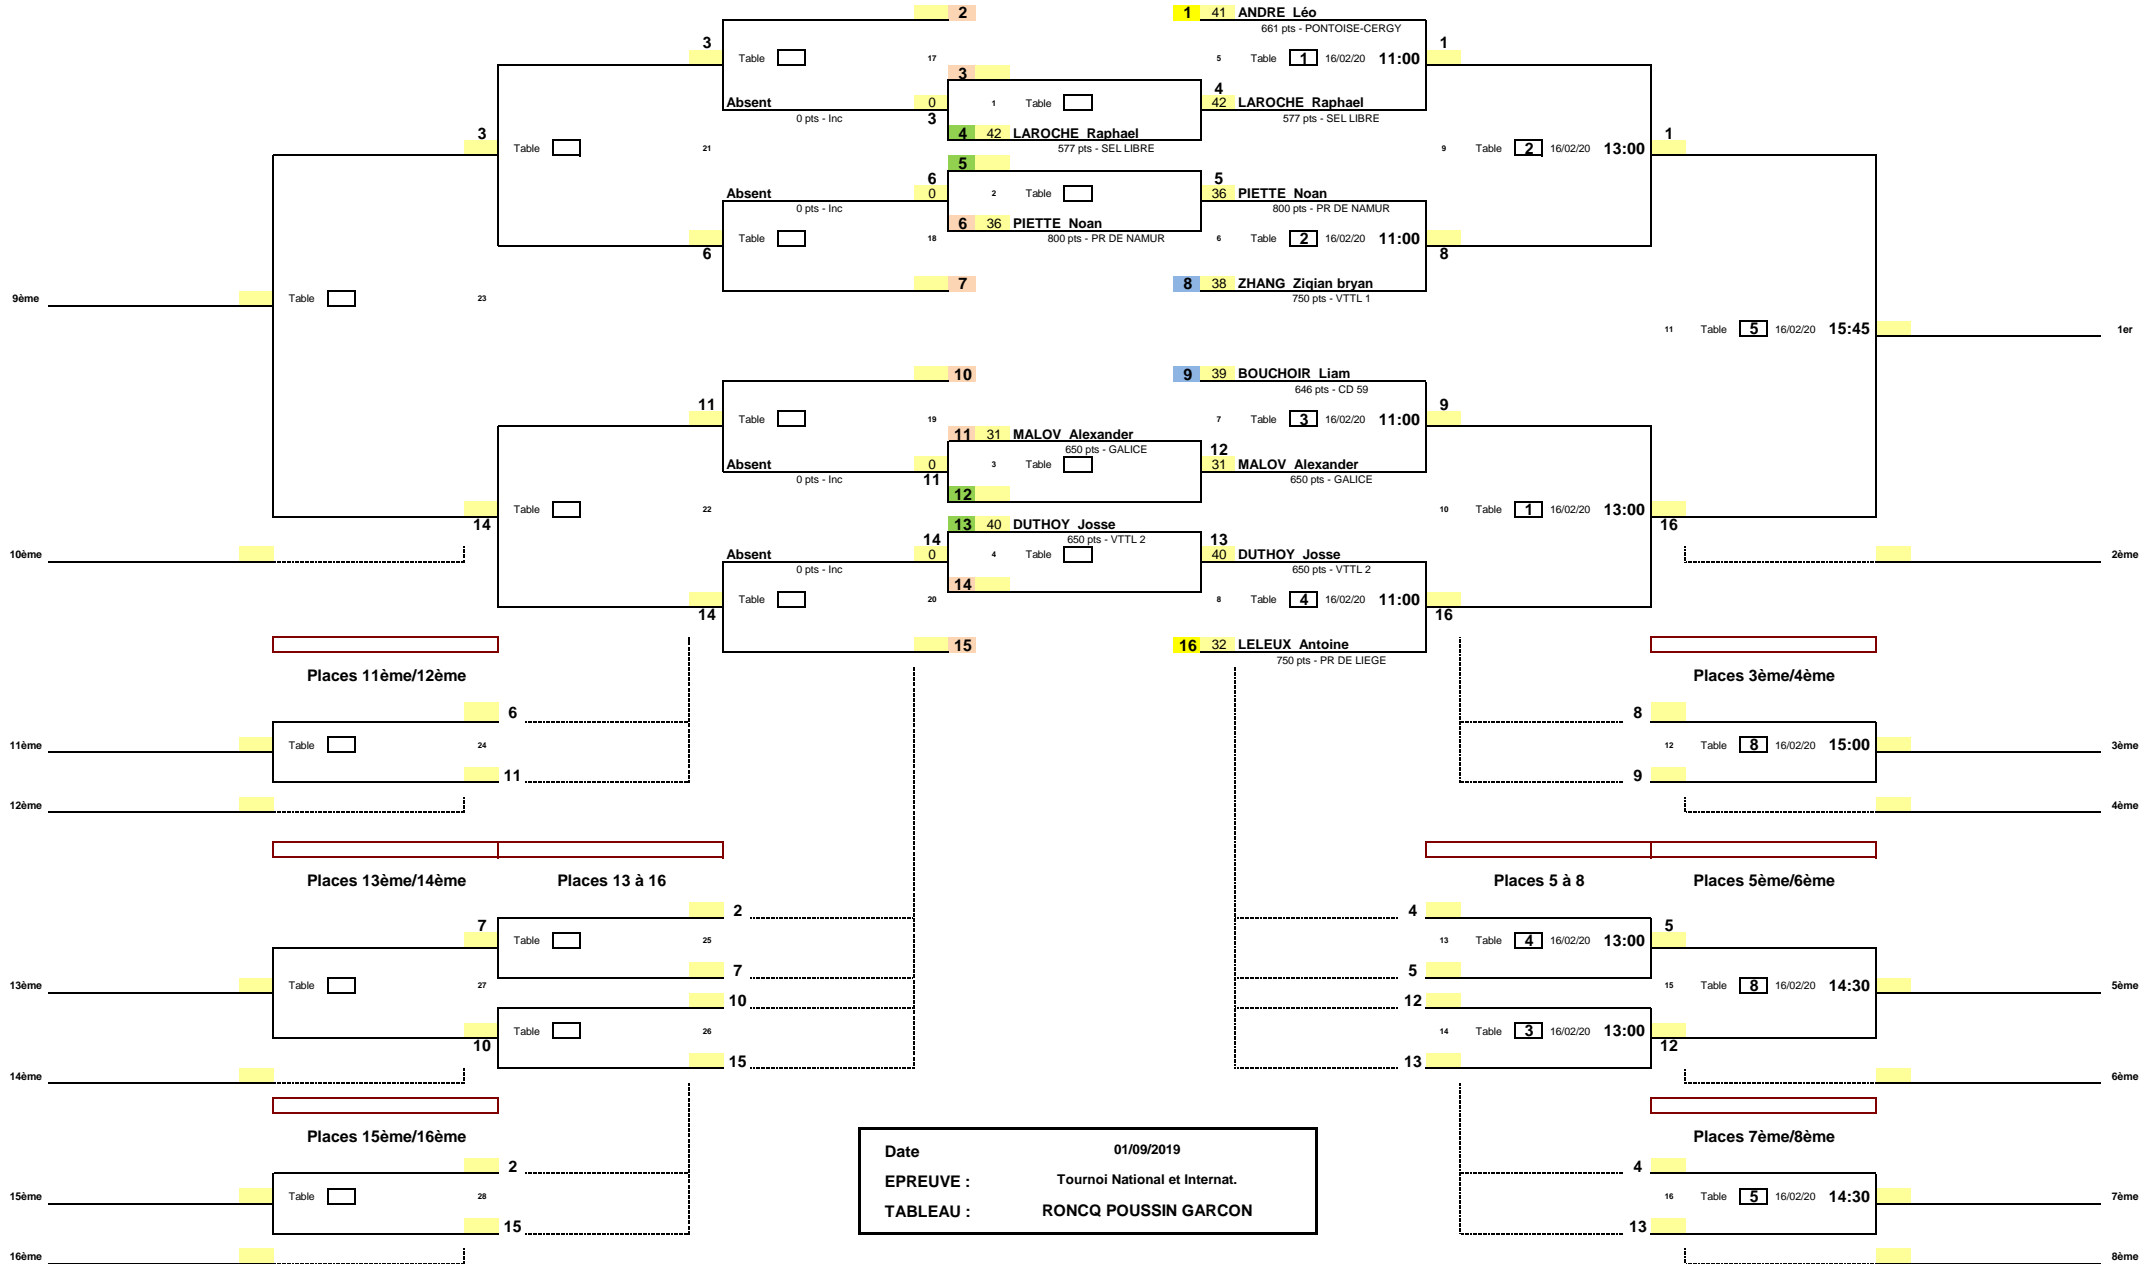 2
1 41 ANDRE Léo
661 pts - PONTOISE-CERGY
3
1
Table 17
5 Table 1 16/02/20 11:00
3
Absent 0
0 pts - Inc
3
1 Table
4
42 LAROCHE Raphael
577 pts - SEL LIBRE
4 42 LAROCHE Raphael
577 pts - SEL LIBRE
3
1
Table 21
9 Table 2 16/02/20 13:00
5
6
Absent 0
0 pts - Inc
2 Table
5
36 PIETTE Noan
800 pts - PR DE NAMUR
6 36 PIETTE Noan
800 pts - PR DE NAMUR
Table 18
6 Table 2 16/02/20 11:00
6
8
7
8 38 ZHANG Ziqian bryan
750 pts - VTTL 1
9ème
Table 23
11 Table 5 16/02/20 15:45
1er
10
9 39 BOUCHOIR Liam
646 pts - CD 59
11
9
Table 19
7 Table 3 16/02/20 11:00
11 31 MALOV Alexander
650 pts - GALICE
Absent 0
0 pts - Inc
11
3 Table
12
31 MALOV Alexander
650 pts - GALICE
12
Table 22
10 Table 1 16/02/20 13:00
14
16
13 40 DUTHOY Josse
650 pts - VTTL 2
14
Absent 0
0 pts - Inc
4 Table
13
40 DUTHOY Josse
650 pts - VTTL 2
10ème
2ème
14
Table 20
8 Table 4 16/02/20 11:00
14
16
15
16 32 LELEUX Antoine
750 pts - PR DE LIEGE
Places 11ème/12ème
Places 3ème/4ème
6
8
11ème
Table 24
12 Table 8 16/02/20 15:00
3ème
11
9
12ème
4ème
Places 13ème/14ème
Places 13 à 16
Places 5 à 8
Places 5ème/6ème
2
4
7
Table 25
13 Table 4 16/02/20 13:00
5
7
5
13ème
Table 27
15 Table 8 16/02/20 14:30
5ème
10
12
10
Table 26
14 Table 3 16/02/20 13:00
12
15
13
14ème
6ème
Places 15ème/16ème
Places 7ème/8ème
Date 01/09/2019
EPREUVE : Tournoi National et Internat.
TABLEAU : RONCQ POUSSIN GARCON
2
4
15ème
Table 28
16 Table 5 16/02/20 14:30
7ème
15
13
16ème
8ème